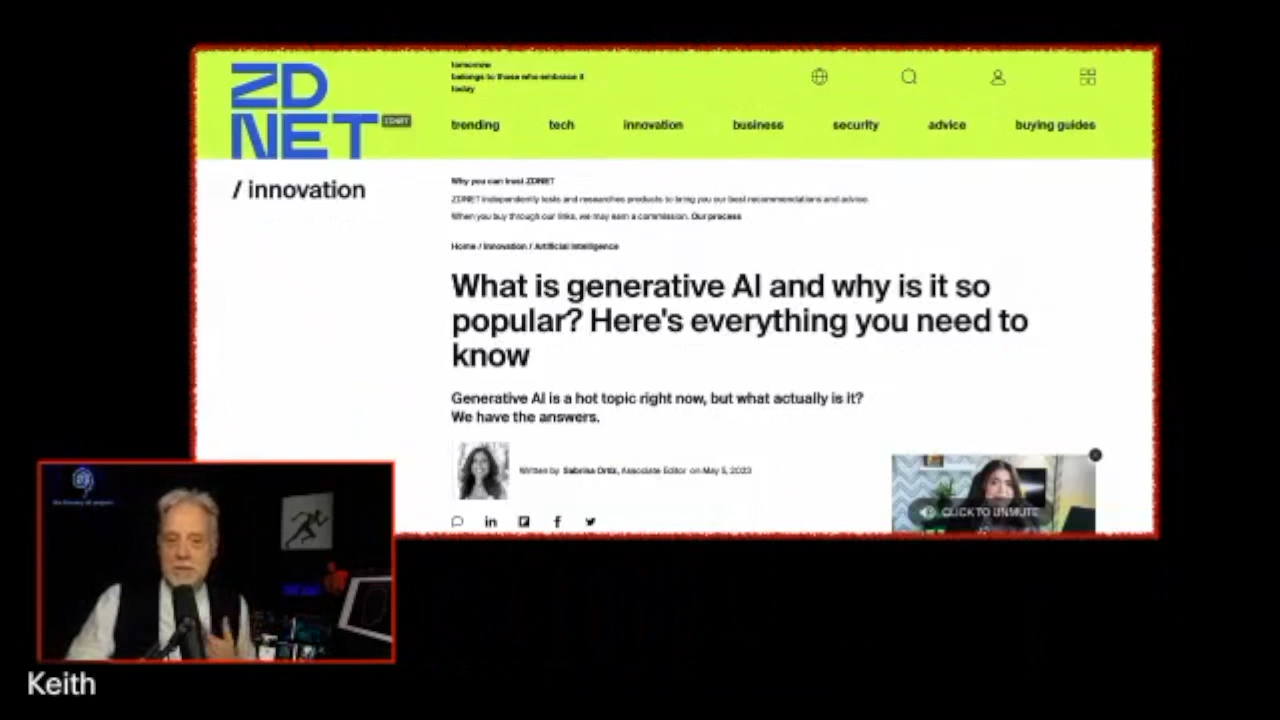 ZD
NET
ZDNET
tomorrow
belongs to those who embrace it
today
trending
tech
innovation
business
security
advice
buying guides
/ innovation
Why you can trust ZDNET
ZDNET independently tests and researches products to bring you our best recommendations and advice.
When you buy through our links, we may earn a commission. Our process
Home / Innovation / Artificial Intelligence
What is generative AI and why is it so
popular? Here's everything you need to
know
Generative AI is a hot topic right now, but what actually is it?
We have the answers.
Written by Sabrina Ortiz, Associate Editor on May 5, 2023
CLICK TO UNMUTE
Keith